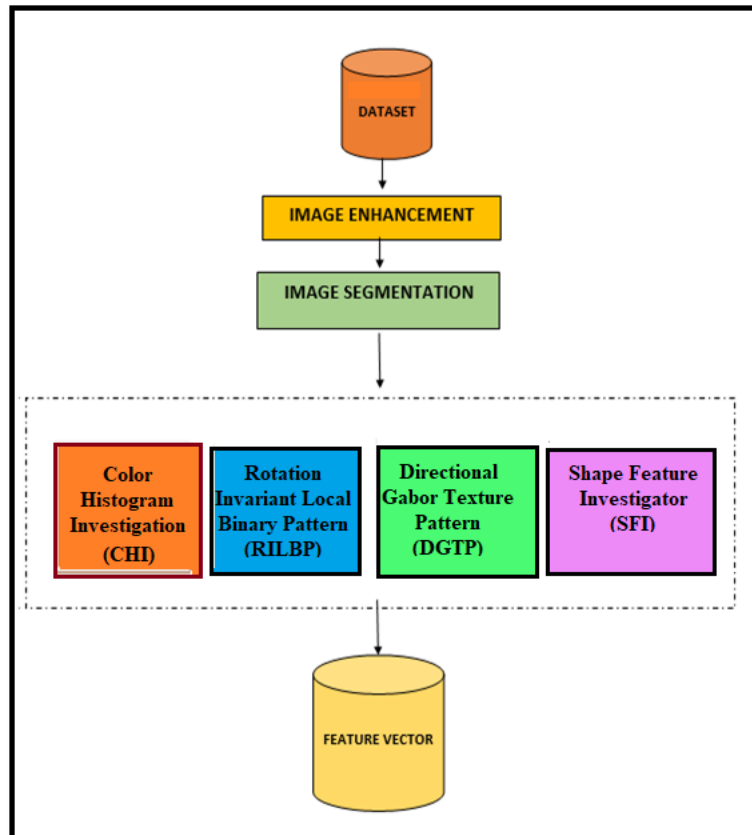 DATASET
IMAGE ENHANCEMENT
IMAGE SEGMENTATION
Color
Histogram
Investigation
(CHI)
Rotation
Invariant Local
Binary Pattern
(RILBP)
Directional
Gabor Texture
Pattern
(DGTP)
Shape Feature
Investigator
(SFI)
FEATURE VECTOR